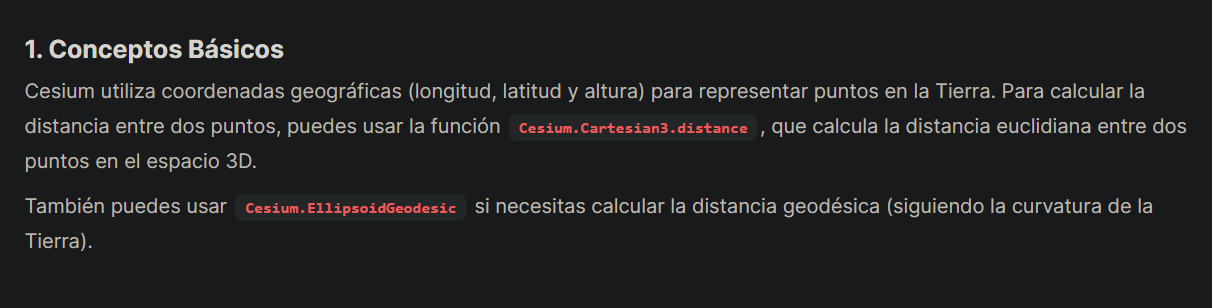 1. Conceptos Básicos
Cesium utiliza coordenadas geográficas (longitud, latitud y altura) para representar puntos en la Tierra. Para calcular la
distancia entre dos puntos, puedes usar la función Cesium.Cartesian3.distance, que calcula la distancia euclidiana entre dos
puntos en el espacio 3D.
También puedes usar Cesium.EllipsoidGeodesic si necesitas calcular la distancia geodésica (siguiendo la curvatura de la
Tierra).